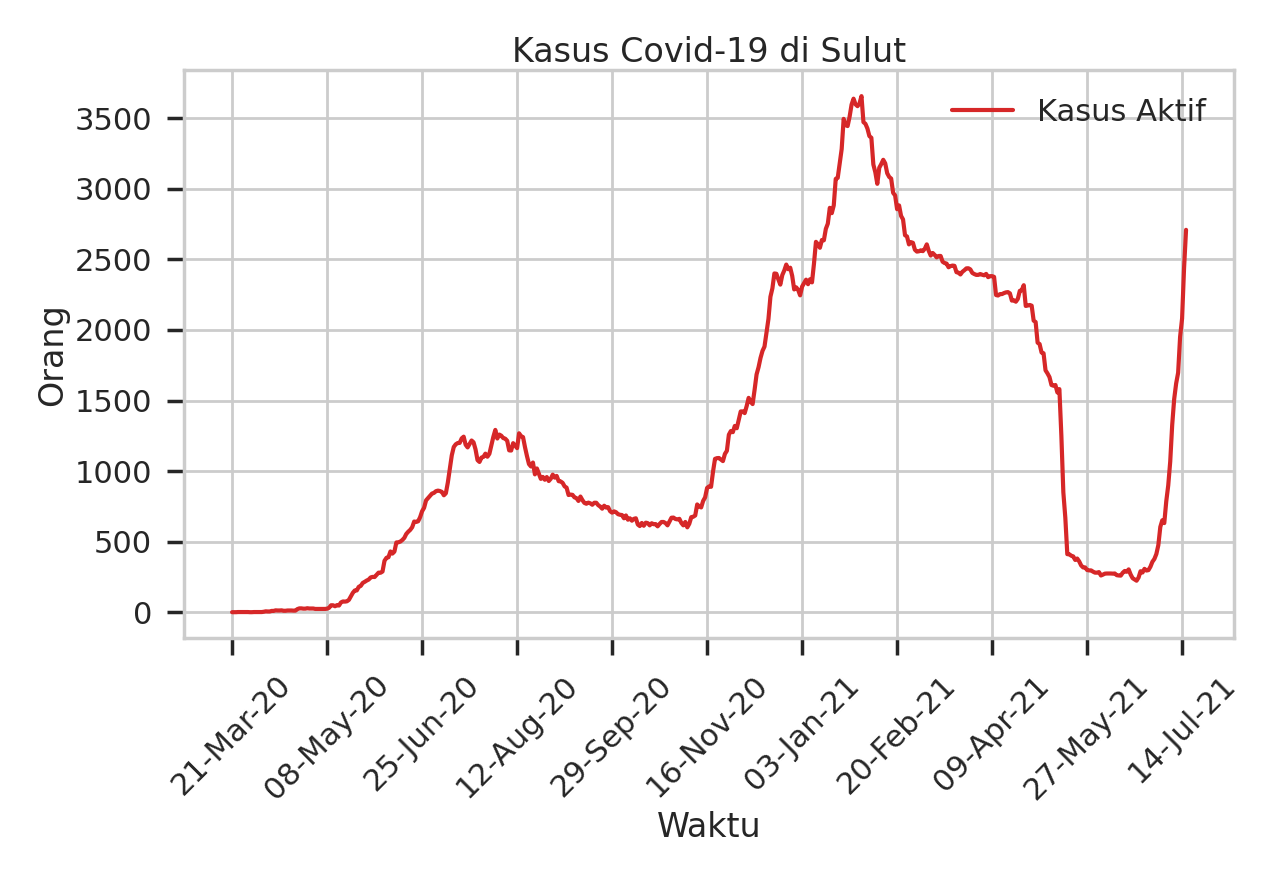 Kasus Covid-19 di Sulut
Kasus Aktif
3500
3000
2500
2000
1500
1000
500
0
Orang
21-Mar-20
08-May-20
25-Jun-20
12-Aug-20
29-Sep-20
16-Nov-20
03-Jan-21
20-Feb-21
09-Apr-21
27-May-21
14-Jul-21
Waktu